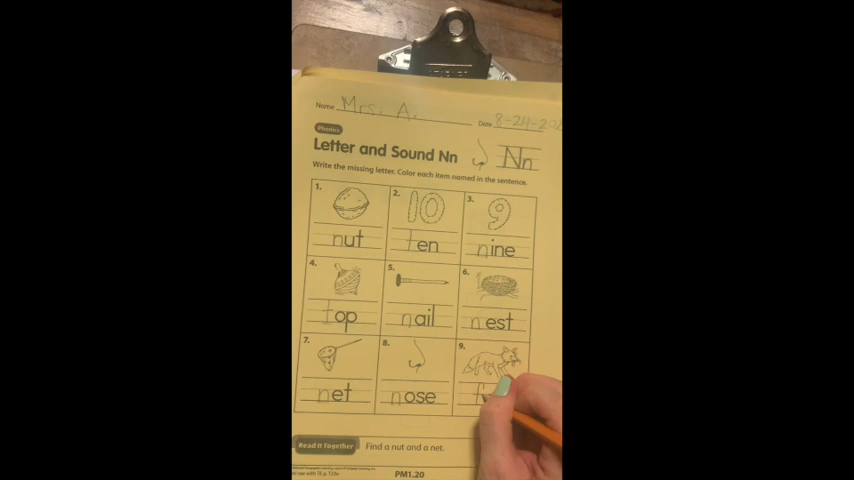 Name Mrs. A.
Date 8-24-202
Phonics
Letter and Sound Nn
Nn
Write the missing letter. Color each item named in the sentence.
1. 2. 10 3. 9
nut ten nine
4. 5. 6.
top nail nest
7. 8. 9.
net nose f
Read It Together Find a nut and a net.
PM1.20